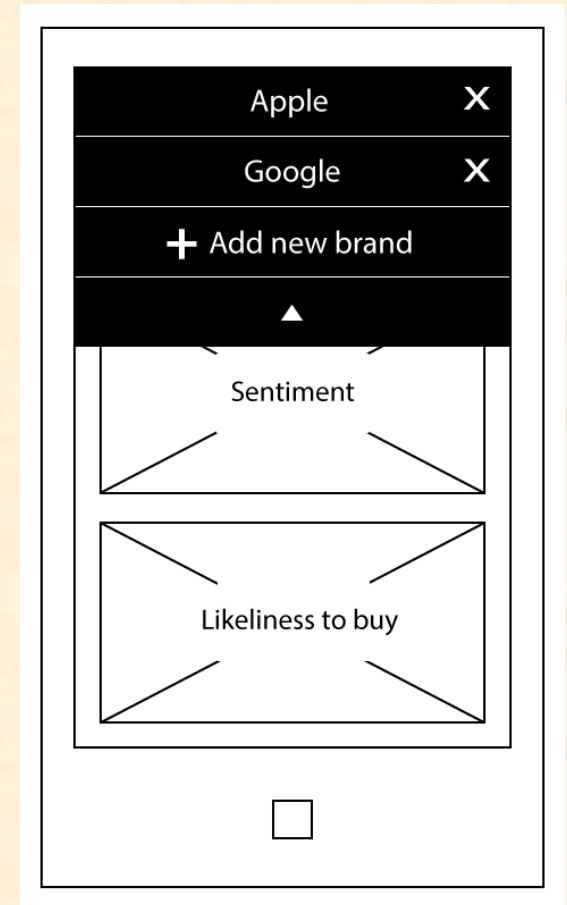 Apple X
Google X
+ Add new brand
Sentiment
Likeliness to buy